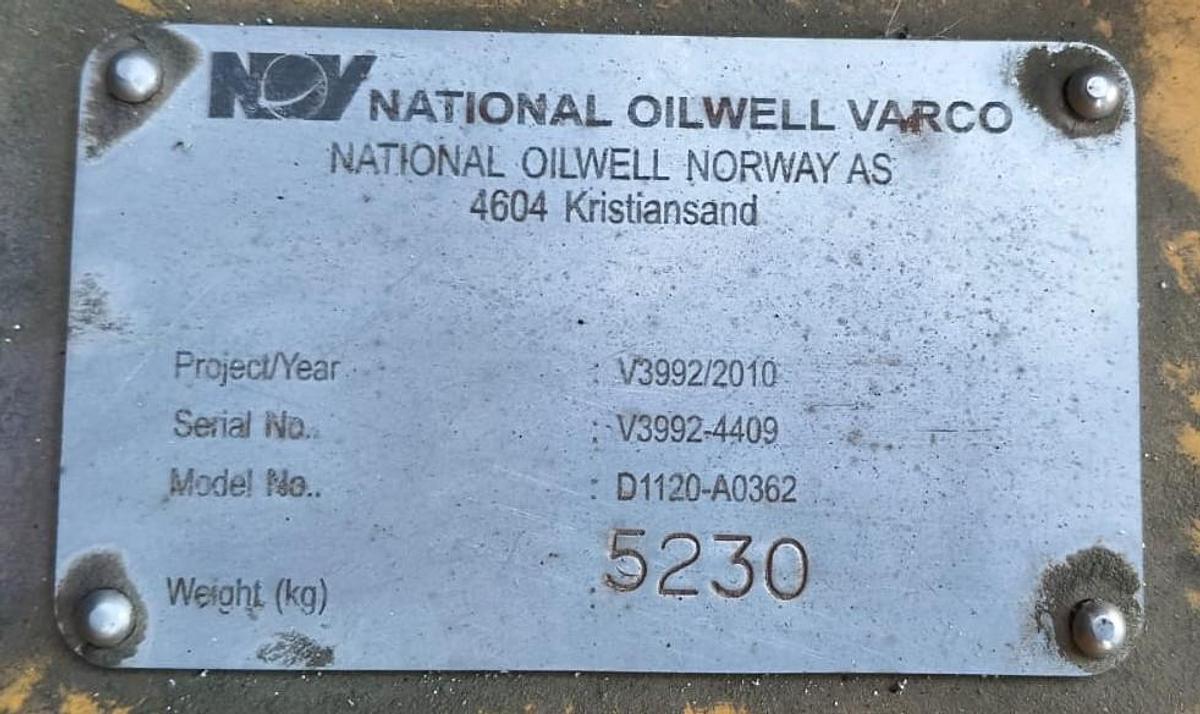 NOV NATIONAL OILWELL VARCO
NATIONAL OILWELL NORWAY AS
4604 Kristiansand
Project/Year : V3992/2010
Serial No.. : V3992-4409
Model No.. : D1120-A0362
Weight (kg) : 5230